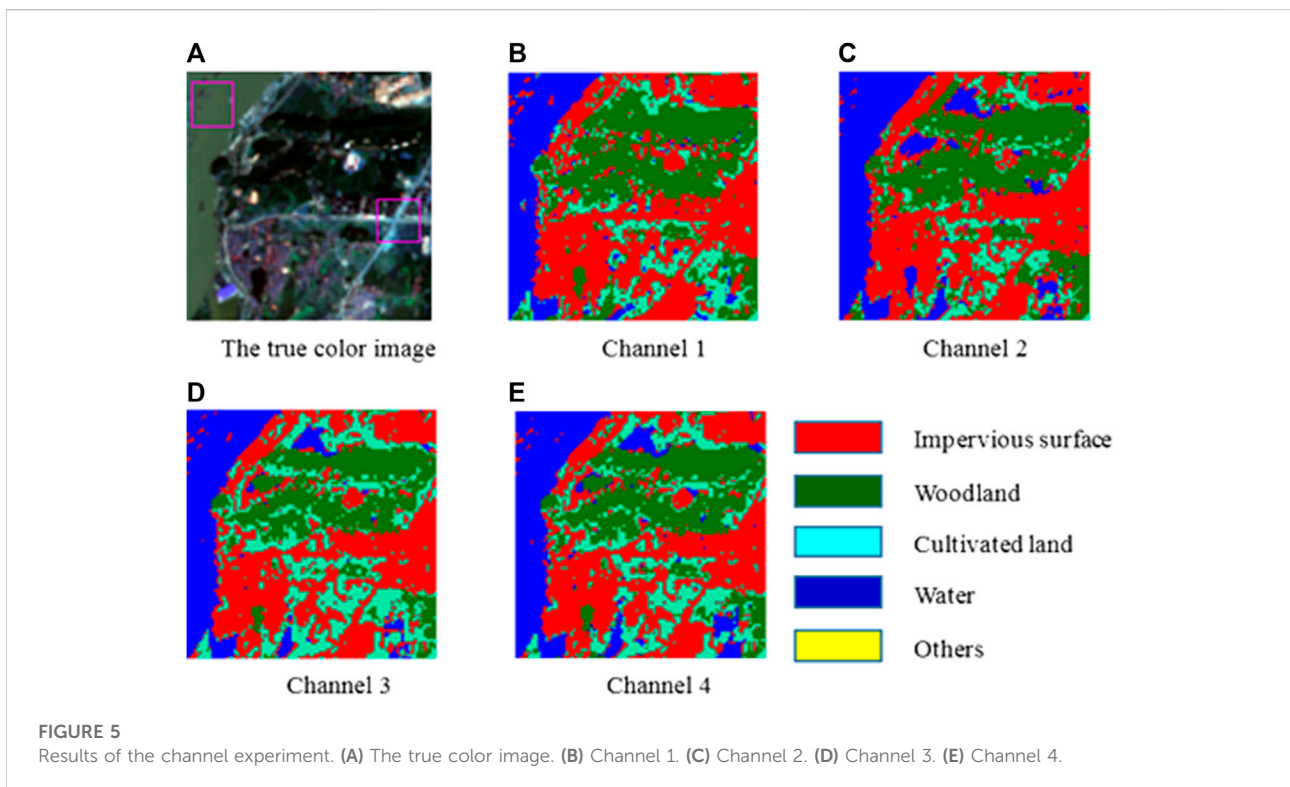 A
B
C
The true color image
Channel 1
Channel 2
D
E
Impervious surface
Woodland
Cultivated land
Water
Others
Channel 3
Channel 4
FIGURE 5
Results of the channel experiment. (A) The true color image. (B) Channel 1. (C) Channel 2. (D) Channel 3. (E) Channel 4.